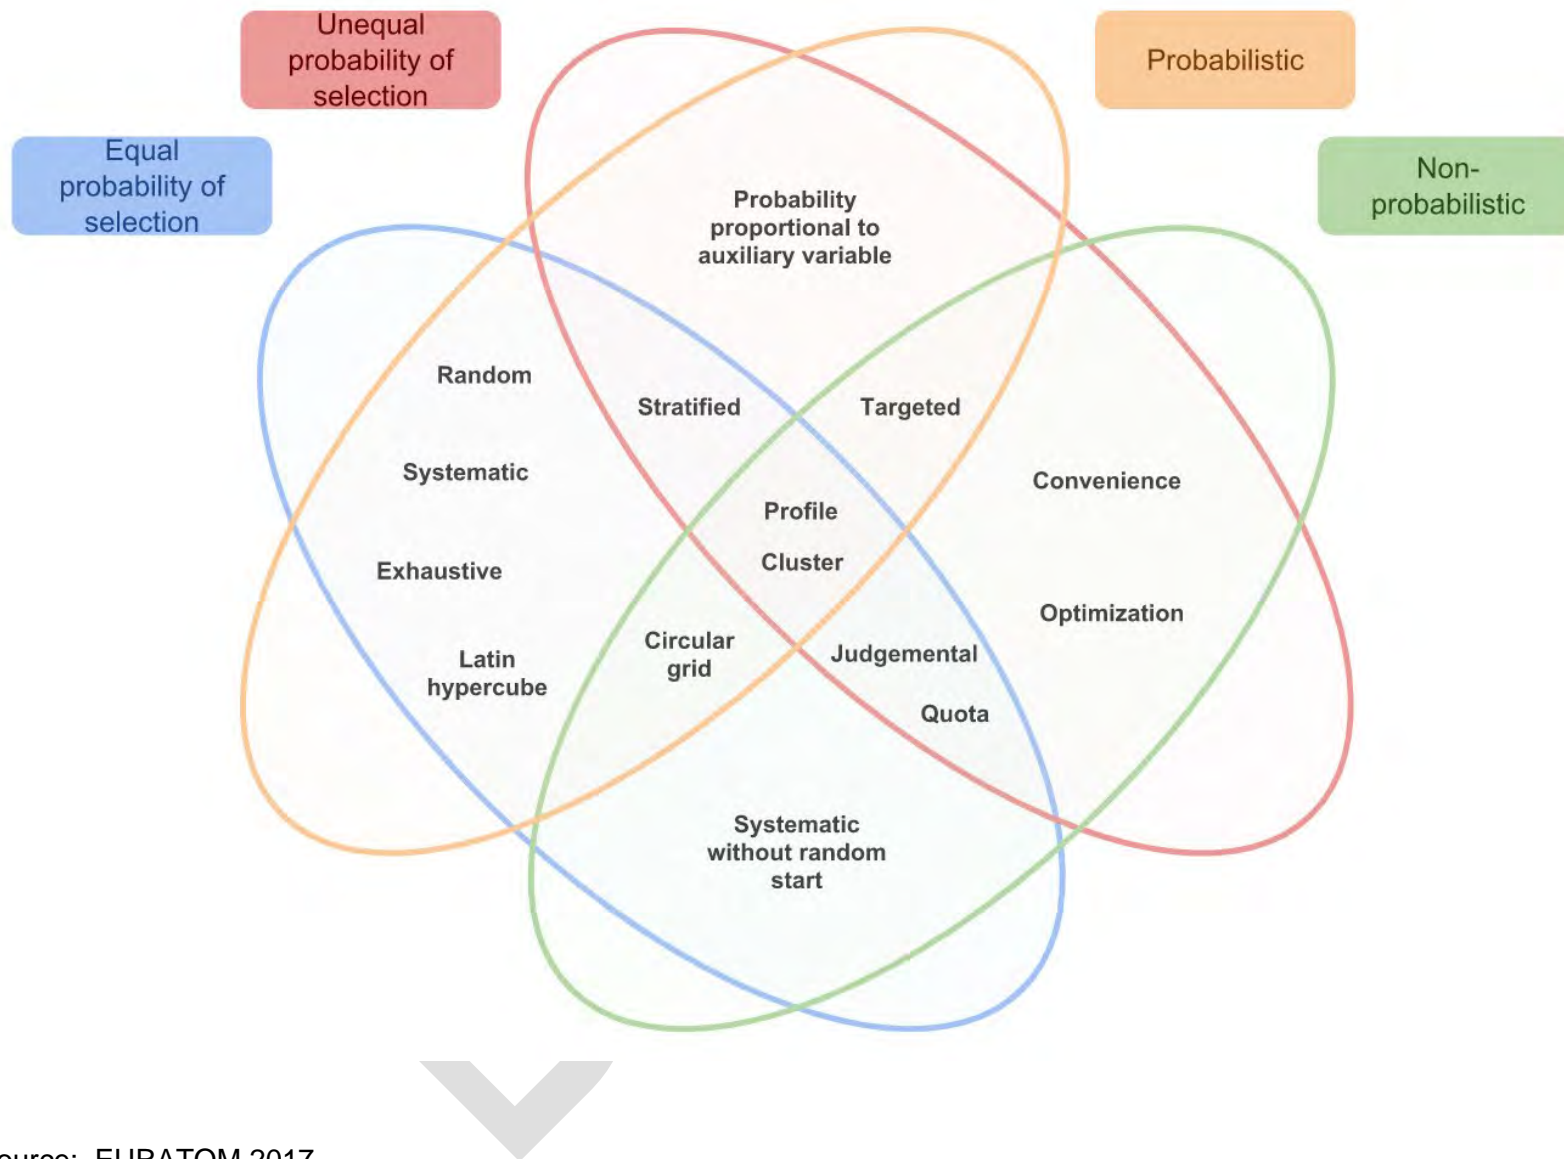 Unequal
probability of
selection
Probabilistic
Equal
probability of
selection
Non-
probabilistic
Probability
proportional to
auxiliary variable
Random
Stratified
Targeted
Systematic
Convenience
Profile
Cluster
Exhaustive
Optimization
Circular
grid
Judgemental
Latin
hypercube
Quota
Systematic
without random
start
ource: EURATOM 2017